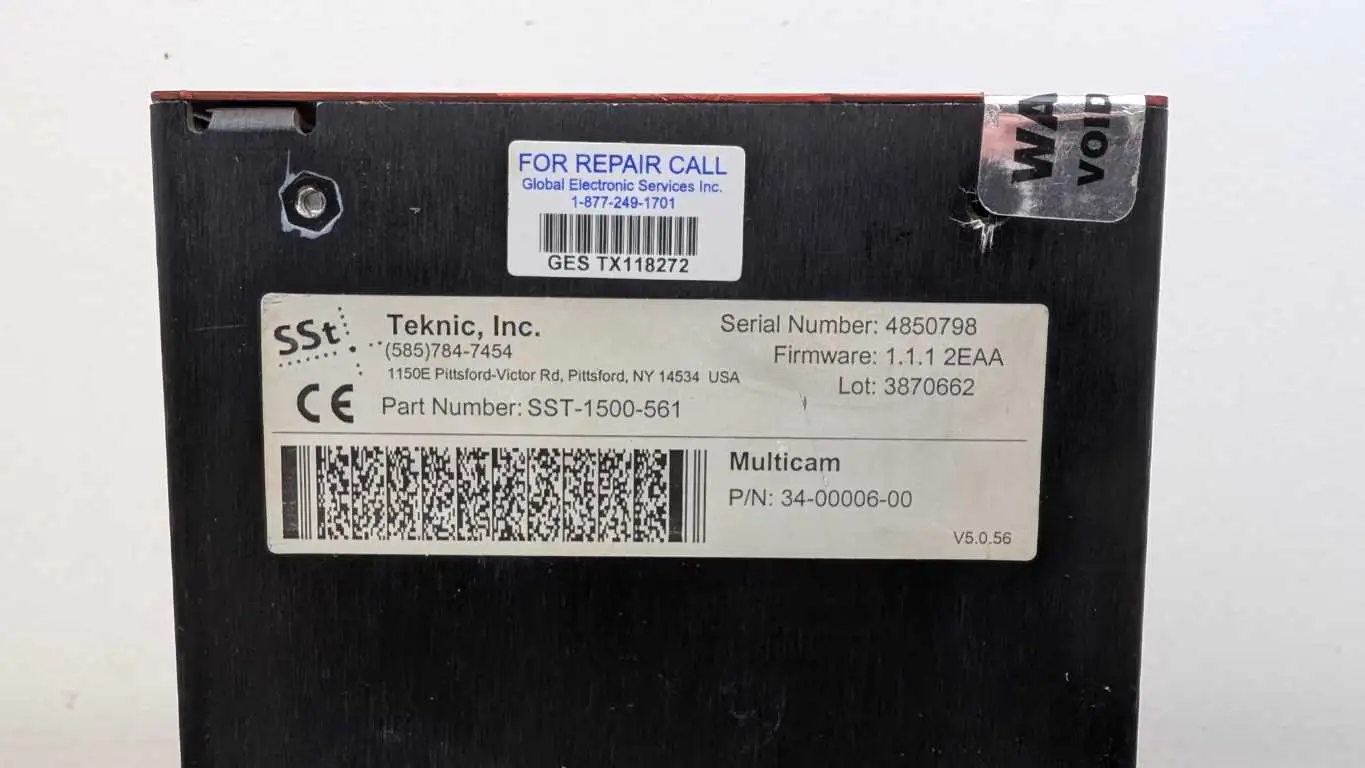 FOR REPAIR CALL
Global Electronic Services Inc.
1-877-249-1701
GES TX118272
WA
VOID
SSt
Teknic, Inc.
(585)784-7454
1150E Pittsford-Victor Rd, Pittsford, NY 14534 USA
Part Number: SST-1500-561
Serial Number: 4850798
Firmware: 1.1.1 2EAA
Lot: 3870662
CE
Multicam
P/N: 34-00006-00
V5.0.56